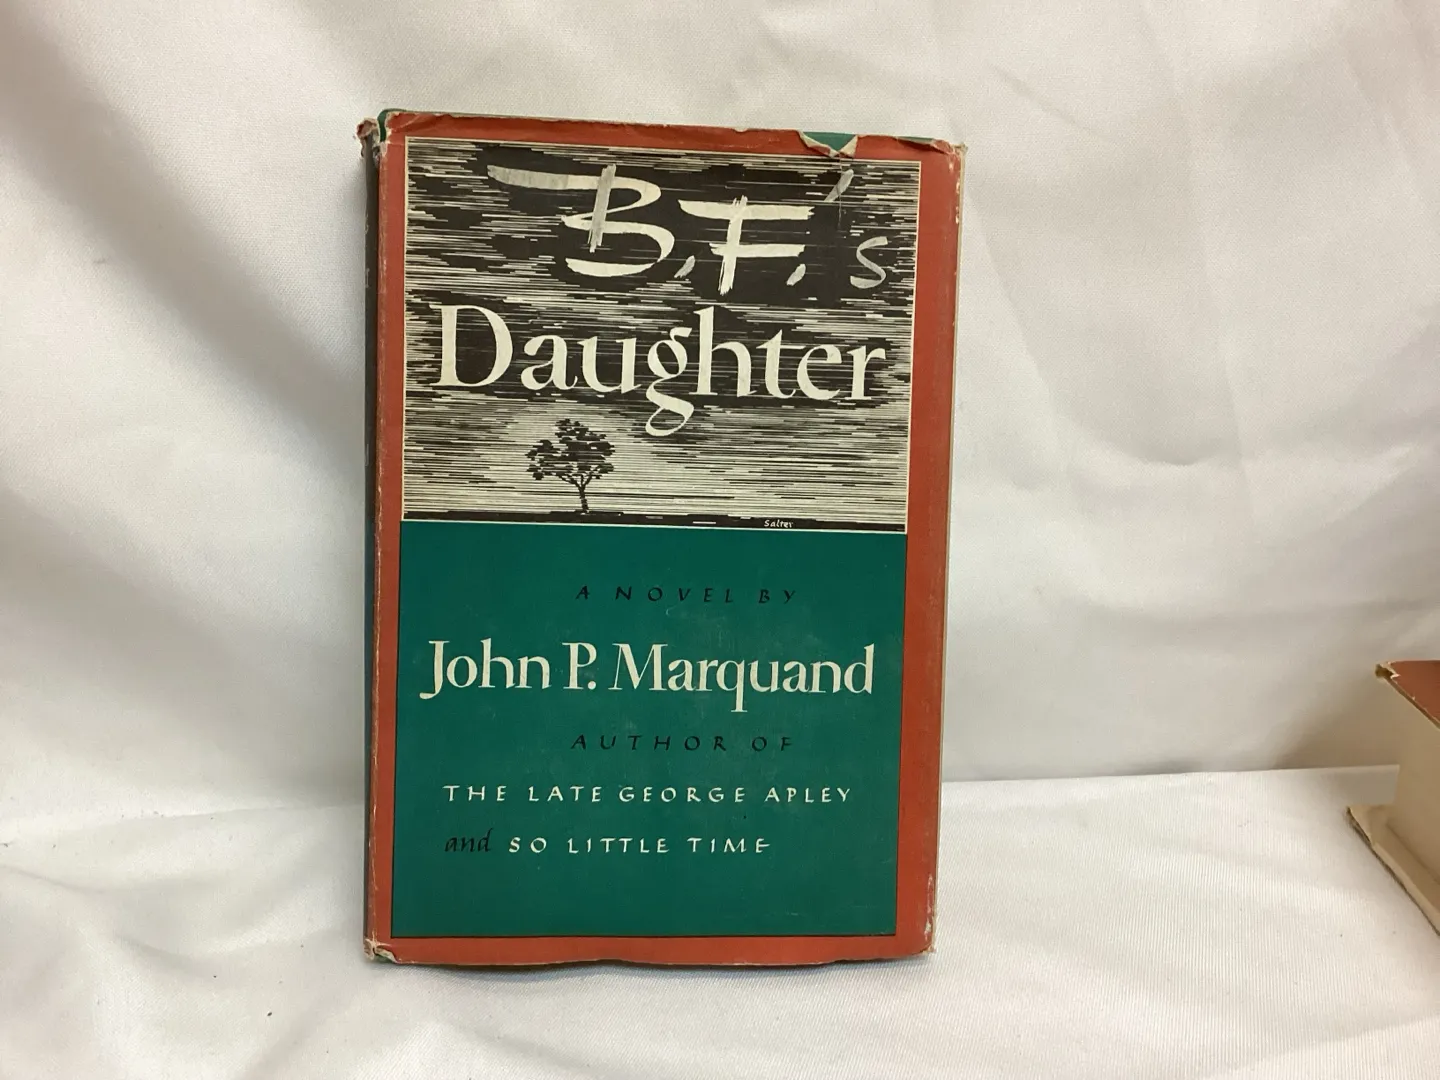 B.F.'s
Daughter
Salter
A NOVEL BY
John P. Marquand
AUTHOR OF
THE LATE GEORGE APLEY
and SO LITTLE TIME